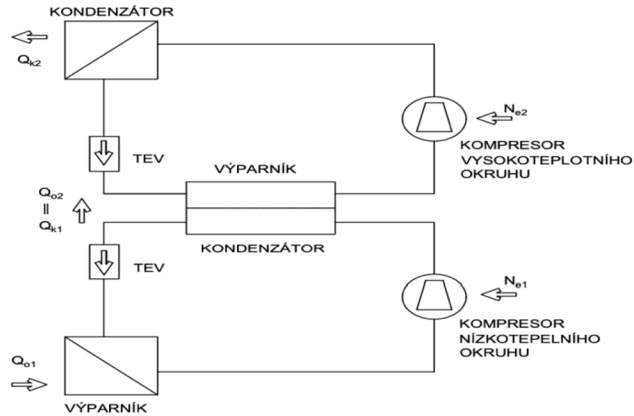 KONDENZÁTOR
Qk2
Ne2
KOMPRESOR
VYSOKOTEPLOTNÍHO
OKRUHU
TEV
VÝPARNÍK
Qo2
=
Qk1
KONDENZÁTOR
TEV
Ne1
KOMPRESOR
NÍZKOTEPELNÍHO
OKRUHU
Qo1
VÝPARNÍK